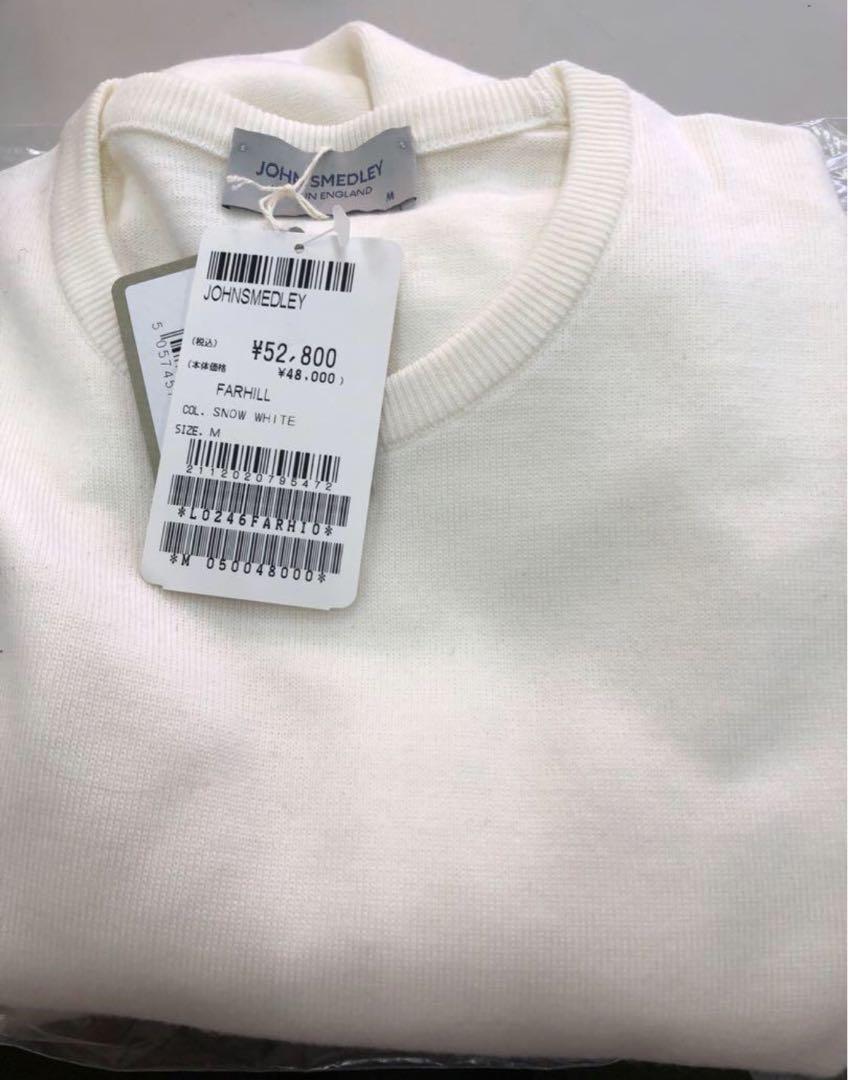 JOHN SMEDLEY
IN ENGLAND
M
JOHNSMEDLEY
(税込) ¥52,800
(本体価格 ¥48.000)
FARHILL
COL. SNOW WHITE
SIZE. M
2112020795472
*L0246FARHI0*
*M 050048000*
505745